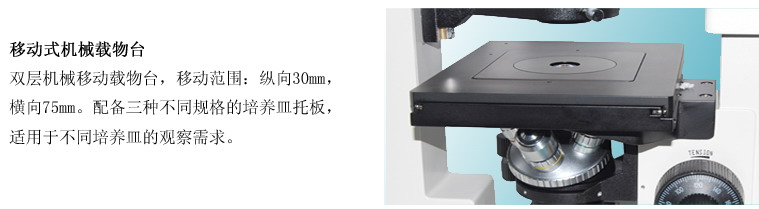 移动式机械载物台
双层机械移动载物台，移动范围：纵向30mm，
横向75mm。配备三种不同规格的培养皿托板，
适用于不同培养皿的观察需求。
TENSION